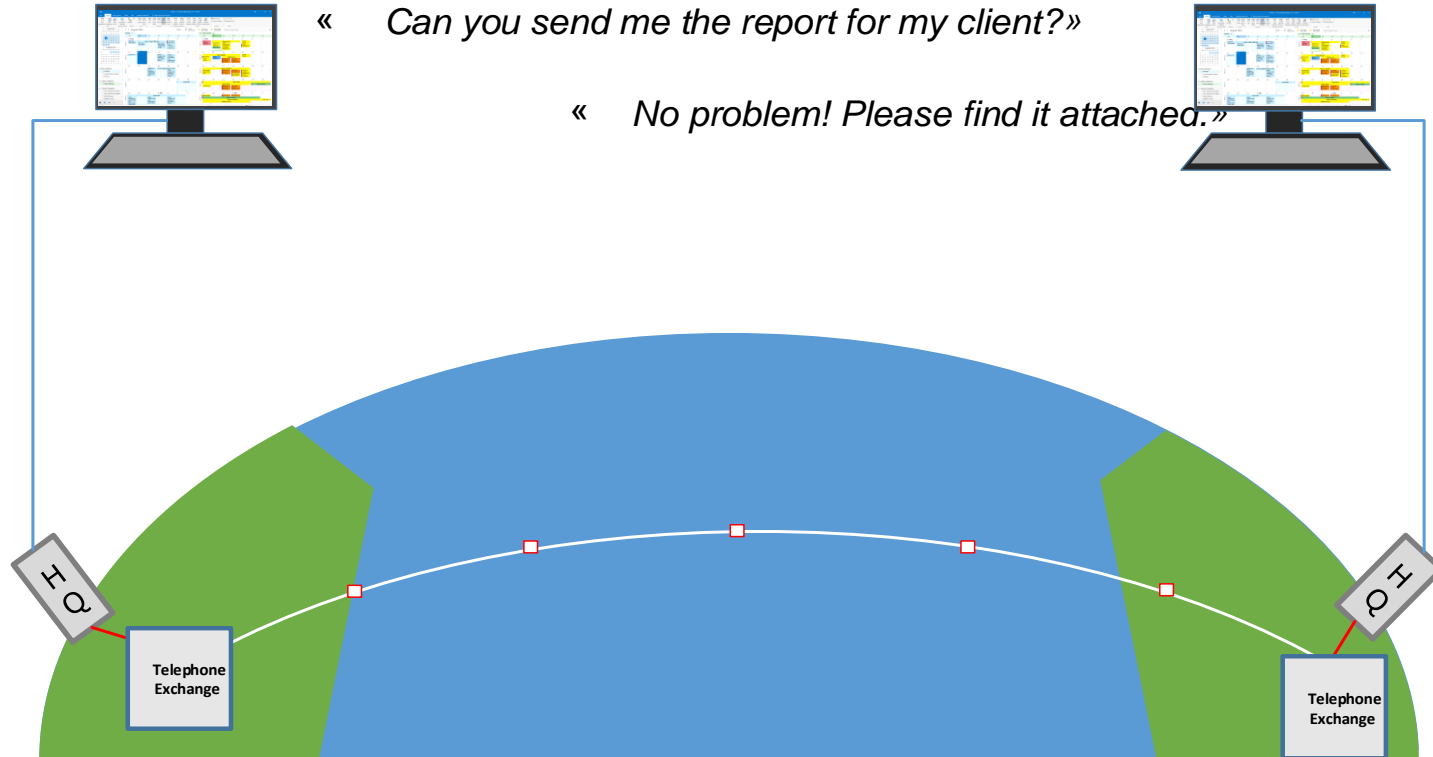 « Can you send me the report for my client?»
« No problem! Please find it attached.»
H
Q
H
Q
Telephone
Exchange
Telephone
Exchange